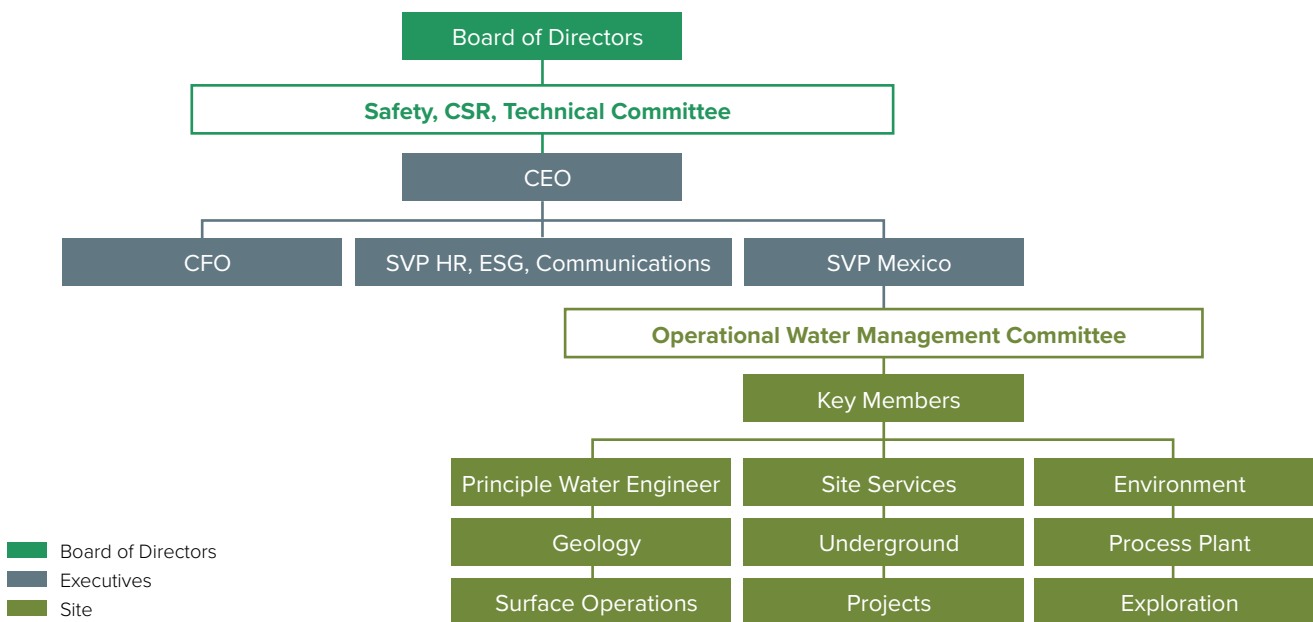 Board of Directors
Safety, CSR, Technical Committee
CEO
CFO
SVP HR, ESG, Communications
SVP Mexico
Operational Water Management Committee
Key Members
Principle Water Engineer
Site Services
Environment
Geology
Underground
Process Plant
Surface Operations
Projects
Exploration
Board of Directors
Executives
Site